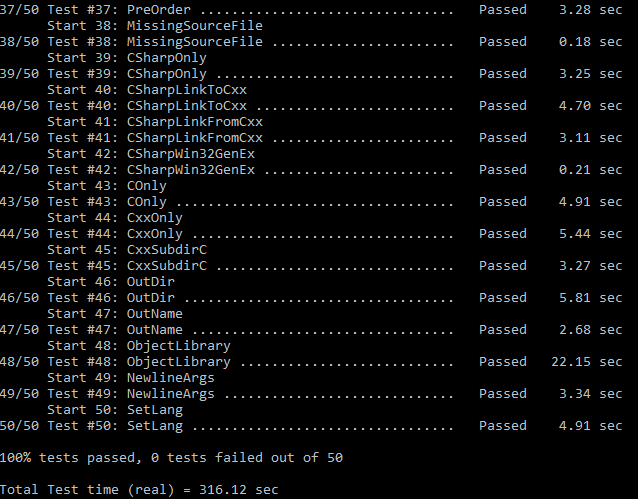 37/50 Test #37: PreOrder ................................   Passed    3.28 sec
      Start 38: MissingSourceFile
38/50 Test #38: MissingSourceFile .......................   Passed    0.18 sec
      Start 39: CSharpOnly
39/50 Test #39: CSharpOnly ..............................   Passed    3.25 sec
      Start 40: CSharpLinkToCxx
40/50 Test #40: CSharpLinkToCxx .........................   Passed    4.70 sec
      Start 41: CSharpLinkFromCxx
41/50 Test #41: CSharpLinkFromCxx .......................   Passed    3.11 sec
      Start 42: CSharpWin32GenEx
42/50 Test #42: CSharpWin32GenEx ........................   Passed    0.21 sec
      Start 43: COnly
43/50 Test #43: COnly ...................................   Passed    4.91 sec
      Start 44: CxxOnly
44/50 Test #44: CxxOnly .................................   Passed    5.44 sec
      Start 45: CxxSubdirC
45/50 Test #45: CxxSubdirC ..............................   Passed    3.27 sec
      Start 46: OutDir
46/50 Test #46: OutDir ..................................   Passed    5.81 sec
      Start 47: OutName
47/50 Test #47: OutName .................................   Passed    2.68 sec
      Start 48: ObjectLibrary
48/50 Test #48: ObjectLibrary ...........................   Passed   22.15 sec
      Start 49: NewlineArgs
49/50 Test #49: NewlineArgs .............................   Passed    3.34 sec
      Start 50: SetLang
50/50 Test #50: SetLang .................................   Passed    4.91 sec

100% tests passed, 0 tests failed out of 50

Total Test time (real) = 316.12 sec